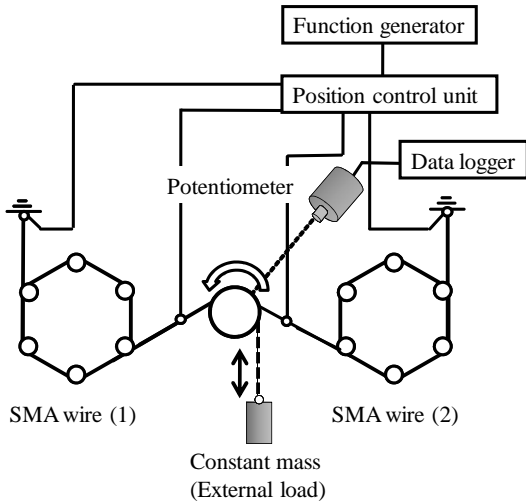 Function generator
Position control unit
Data logger
Potentiometer
SMA wire (1)
SMA wire (2)
Constant mass
(External load)